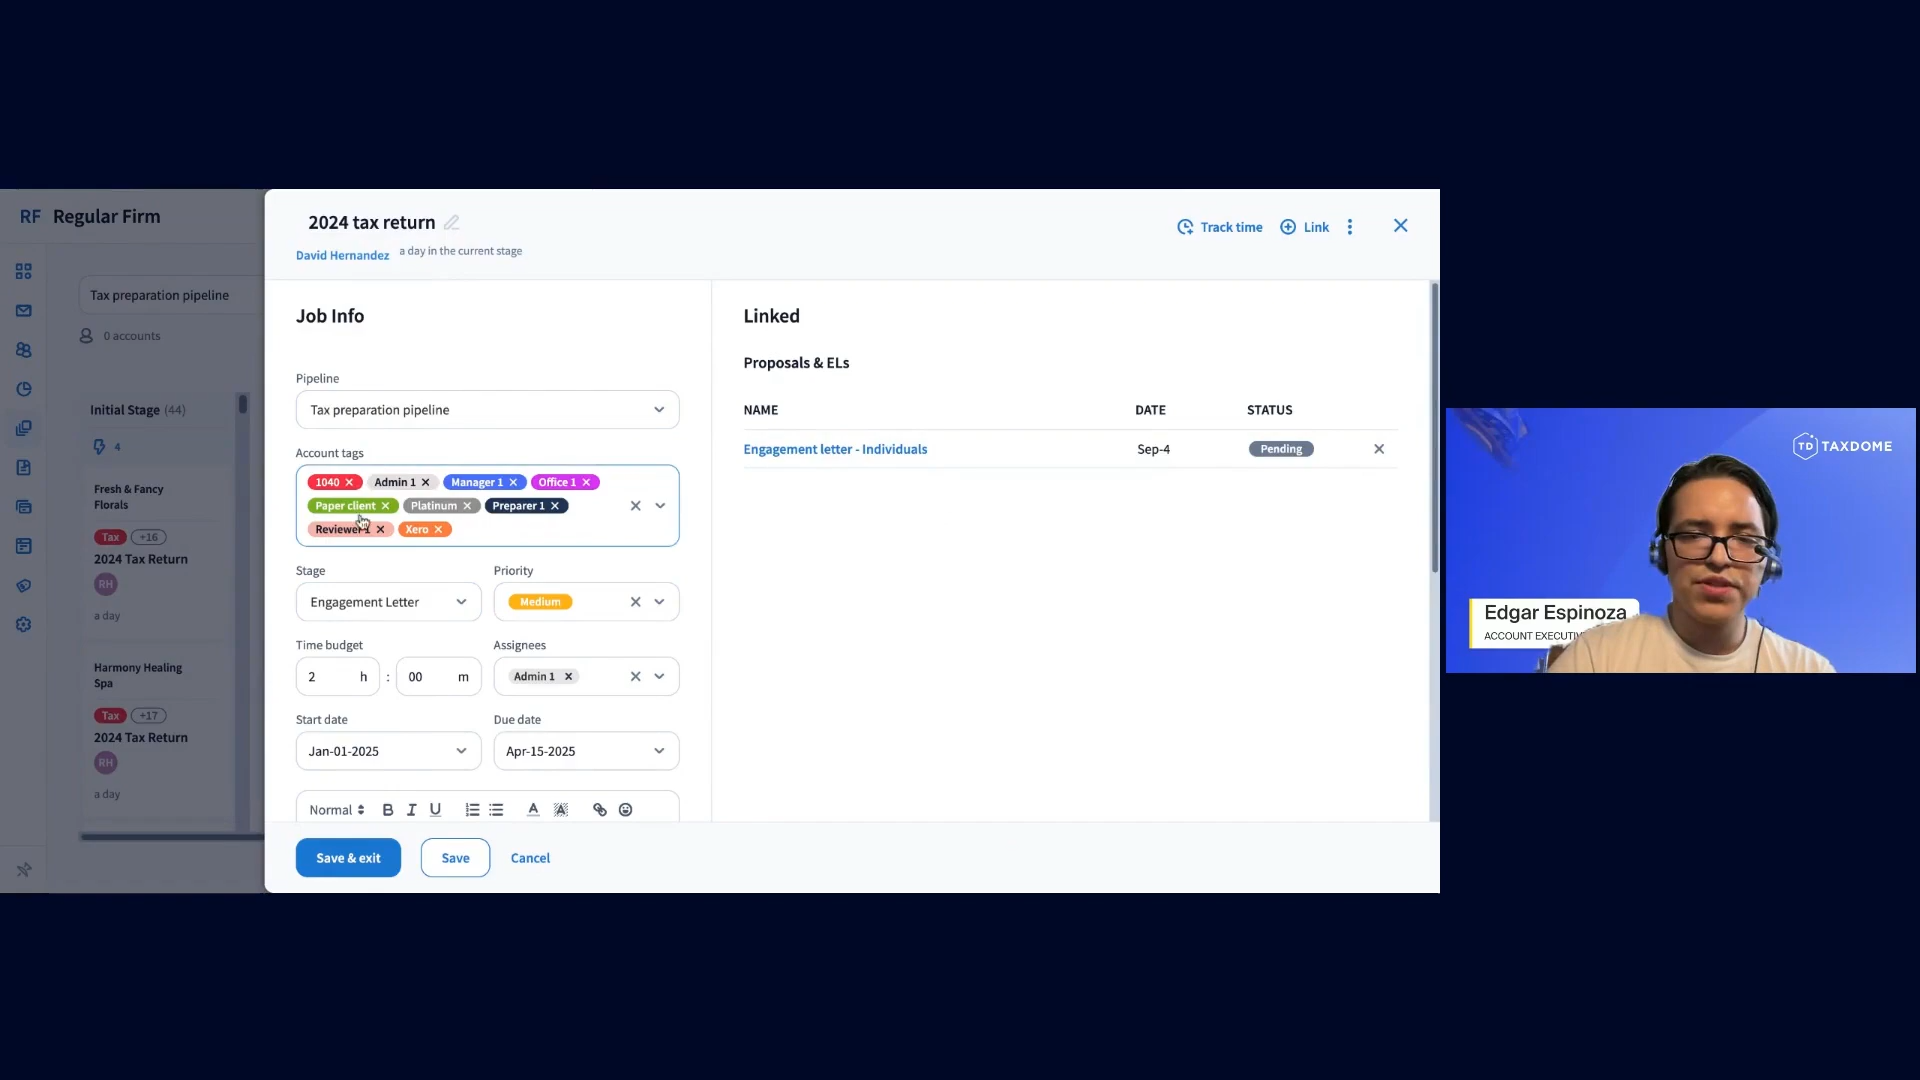 RF Regular Firm
Tax preparation pipeline
0 accounts
Initial Stage (44)
4
Fresh & Fancy
Florals
Tax +16
2024 Tax Return
RH
a day
Harmony Healing
Spa
Tax +17
2024 Tax Return
RH
a day
2024 tax return
David Hernandez a day in the current stage
Track time Link
Job Info
Pipeline
Tax preparation pipeline
Account tags
1040 Admin 1 Manager 1 Office 1
Paper client Platinum Preparer 1
Reviewer 1 Xero
Stage Priority
Engagement Letter Medium
Time budget Assignees
2 h : 00 m Admin 1
Start date Due date
Jan-01-2025 Apr-15-2025
Normal B I U A A
Save & exit Save Cancel
Linked
Proposals & ELs
NAME DATE STATUS
Engagement letter - Individuals Sep-4 Pending
TD TAXDOME
Edgar Espinoza
ACCOUNT EXECUTIV